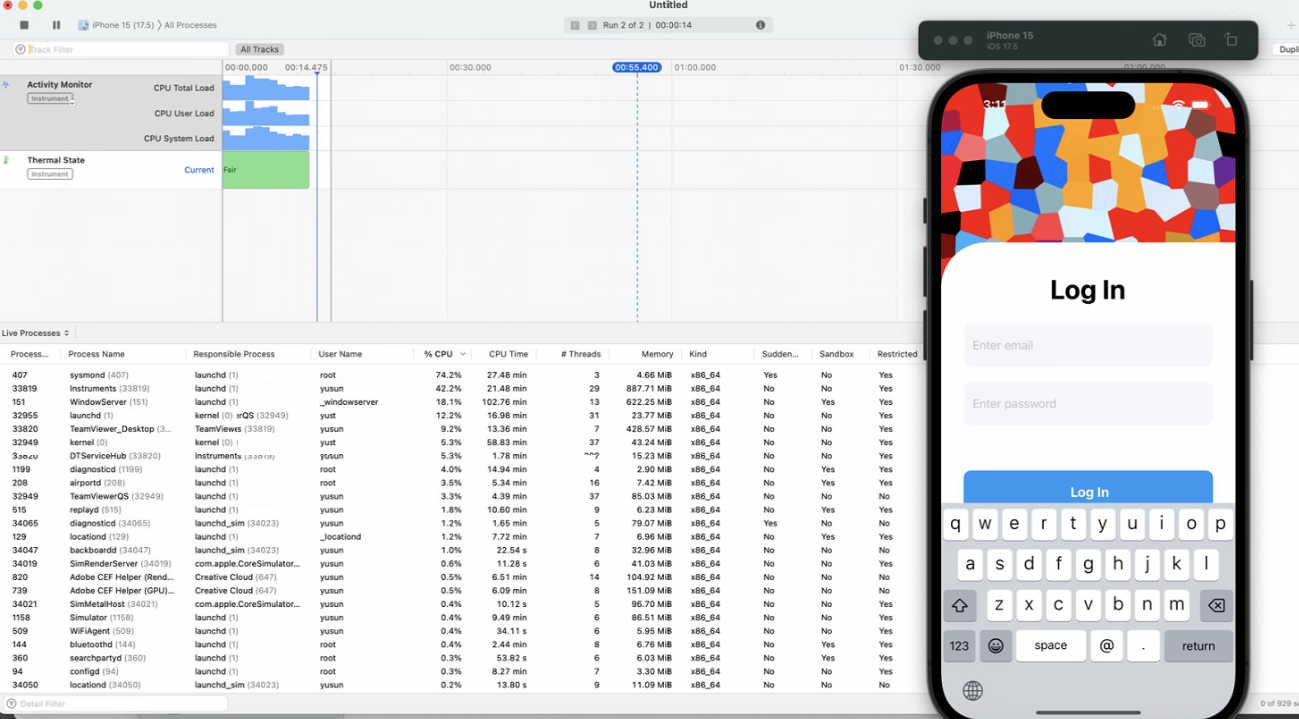 Untitled
iPhone 15 (17.5) 〉All Processes
Run 2 of 2 | 00:00:14
Track Filter
All Tracks
00:00.000 00:14.475 00:30.000 00:55.400 01:00.000 01:30.000
Activity Monitor
Instrument
CPU Total Load
CPU User Load
CPU System Load
Thermal State
Instrument
Current
Fair
Live Processes
Process... Process Name Responsible Process User Name % CPU CPU Time # Threads Memory Kind Sudden... Sandbox Restricted
407 sysmond (407) launchd (1) root 74.2% 27.48 min 3 4.66 MiB x86_64 Yes No Yes
33819 Instruments (33819) launchd (1) yusun 42.2% 21.48 min 29 887.71 MiB x86_64 No No Yes
151 WindowServer (151) launchd (1) _windowserver 18.1% 102.76 min 13 622.25 MiB x86_64 No Yes Yes
32955 launchd (1) kernel (0) yust 12.2% 16.98 min 31 23.77 MiB x86_64 No No Yes
33820 TeamViewer_Desktop (3... yusun 9.2% 13.36 min 7 428.57 MiB x86_64 No No Yes
32949 kernel (0) kernel (0) yust 5.3% 58.83 min 37 43.24 MiB x86_64 No No Yes
DTServiceHub (33820) Instruments yusun 5.3% 1.78 min 15.23 MiB x86_64 No No Yes
1199 diagnosticd (1199) launchd (1) root 4.0% 14.94 min 4 2.90 MiB x86_64 No Yes Yes
208 airportd (208) launchd (1) root 3.5% 5.34 min 16 7.42 MiB x86_64 No Yes Yes
32949 TeamViewerQS (32949) launchd (1) yusun 3.3% 4.39 min 37 85.03 MiB x86_64 No No No
515 replayd (515) launchd (1) yusun 1.8% 10.60 min 9 6.23 MiB x86_64 No Yes Yes
34065 diagnosticd (34065) launchd_sim (34023) yusun 1.2% 1.65 min 5 79.07 MiB x86_64 Yes No No
129 locationd (129) launchd (1) _locationd 1.2% 7.72 min 7 6.96 MiB x86_64 No Yes Yes
34047 backboardd (34047) launchd_sim (34023) yusun 1.0% 22.54 s 8 32.96 MiB x86_64 No No No
34019 SimRenderServer (34019) com.apple.CoreSimulator... yusun 0.6% 11.28 s 6 41.03 MiB x86_64 No No Yes
820 Adobe CEF Helper (Rend... Creative Cloud (647) yusun 0.5% 6.51 min 14 104.92 MiB x86_64 No No Yes
739 Adobe CEF Helper (GPU)... Creative Cloud (647) yusun 0.5% 6.09 min 8 151.09 MiB x86_64 No No Yes
34021 SimMetalHost (34021) com.apple.CoreSimulator... yusun 0.4% 10.12 s 5 96.70 MiB x86_64 No No Yes
1158 Simulator (1158) launchd (1) yusun 0.4% 9.49 min 6 86.51 MiB x86_64 No No Yes
509 WiFiAgent (509) launchd (1) yusun 0.4% 34.11 s 6 5.95 MiB x86_64 No No Yes
144 bluetoothd (144) launchd (1) root 0.4% 2.44 min 8 6.76 MiB x86_64 No Yes Yes
360 searchpartyd (360) launchd (1) root 0.3% 53.82 s 6 6.03 MiB x86_64 No Yes Yes
94 configd (94) launchd (1) root 0.3% 8.27 min 7 3.30 MiB x86_64 No No Yes
34050 locationd (34050) launchd_sim (34023) yusun 0.2% 13.80 s 9 11.09 MiB x86_64 No No No
Detail Filter
iPhone 15
iOS 17.5
Log In
Enter email
Enter password
Log In
q w e r t y u i o p
a s d f g h j k l
z x c v b n m
123 space @ . return